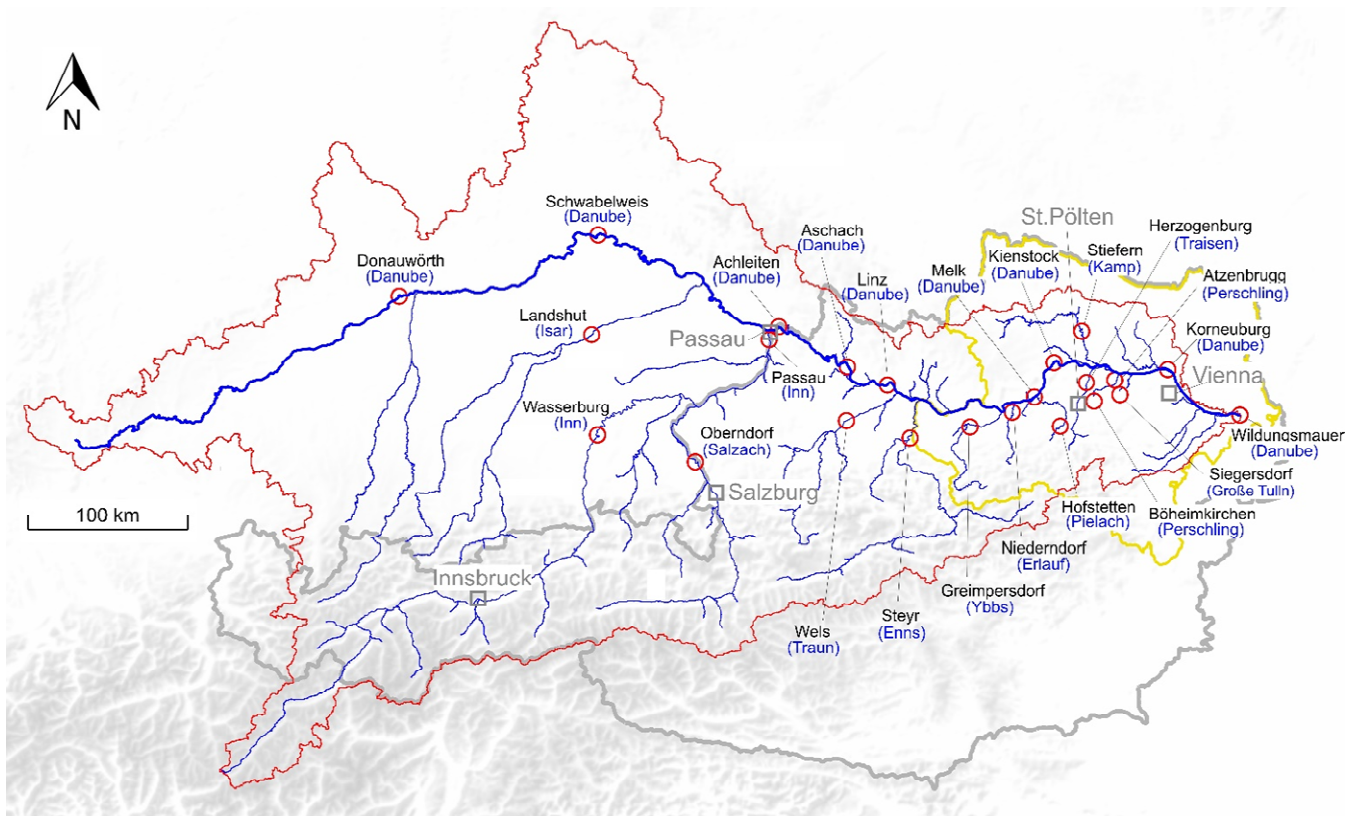 N
Schwabelweis
(Danube)
Donauwörth
(Danube)
Landshut
(Isar)
Wasserburg
(Inn)
Achleiten
(Danube)
Aschach
(Danube)
Passau
Passau
(Inn)
Oberndorf
(Salzach)
Salzburg
Innsbruck
100 km
Linz
(Danube)
Melk
(Danube)
Kienstock
(Danube)
St.Pölten
Stiefern
(Kamp)
Herzogenburg
(Traisen)
Atzenbrugg
(Perschling)
Korneuburg
(Danube)
Vienna
Wildungsmauer
(Danube)
Siegersdorf
(Große Tulln)
Böheimkirchen
(Perschling)
Hofstetten
(Pielach)
Niederndorf
(Erlauf)
Greimpersdorf
(Ybbs)
Steyr
(Enns)
Wels
(Traun)